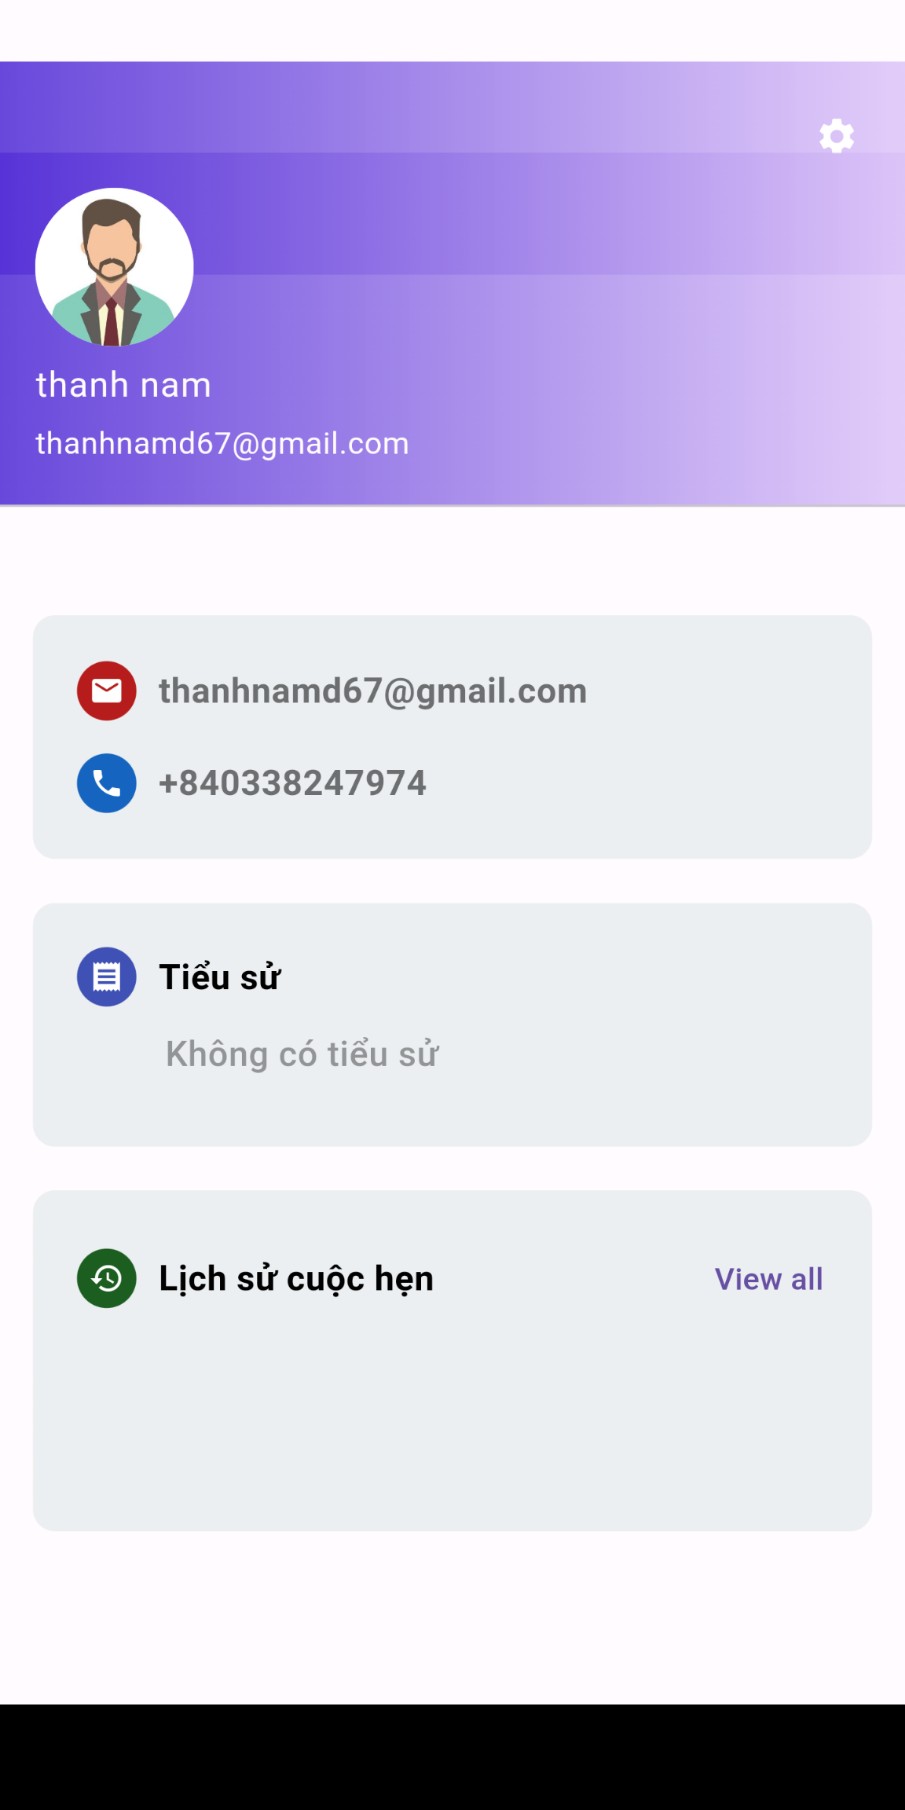 thanh nam
thanhnamd67@gmail.com
thanhnamd67@gmail.com
+840338247974
Tiểu sử
Không có tiểu sử
Lịch sử cuộc hẹn
View all